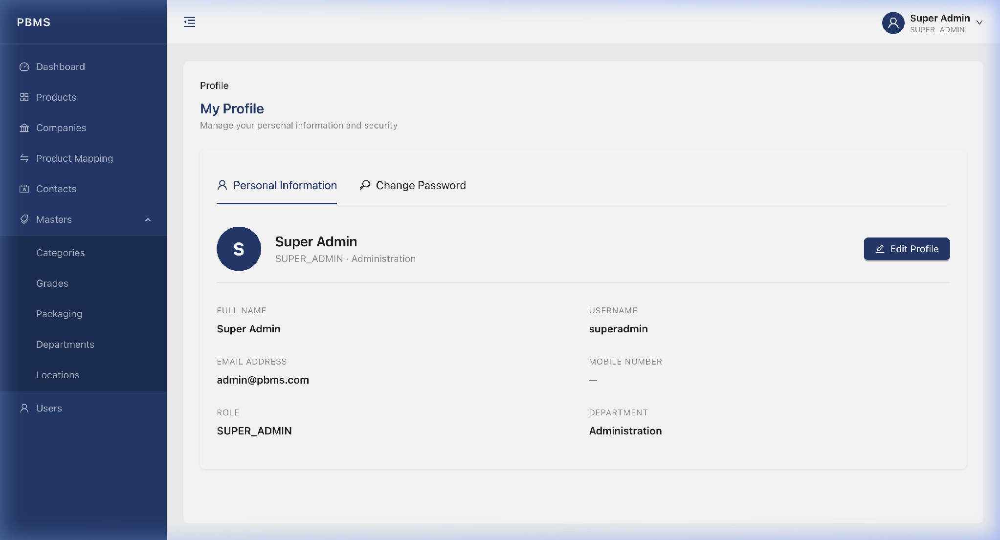 PBMS
Super Admin
SUPER_ADMIN
Dashboard
Products
Companies
Product Mapping
Contacts
Masters
Categories
Grades
Packaging
Departments
Locations
Users
Profile
My Profile
Manage your personal information and security
Personal Information
Change Password
S
Super Admin
SUPER_ADMIN · Administration
Edit Profile
FULL NAME
Super Admin
USERNAME
superadmin
EMAIL ADDRESS
admin@pbms.com
MOBILE NUMBER
—
ROLE
SUPER_ADMIN
DEPARTMENT
Administration